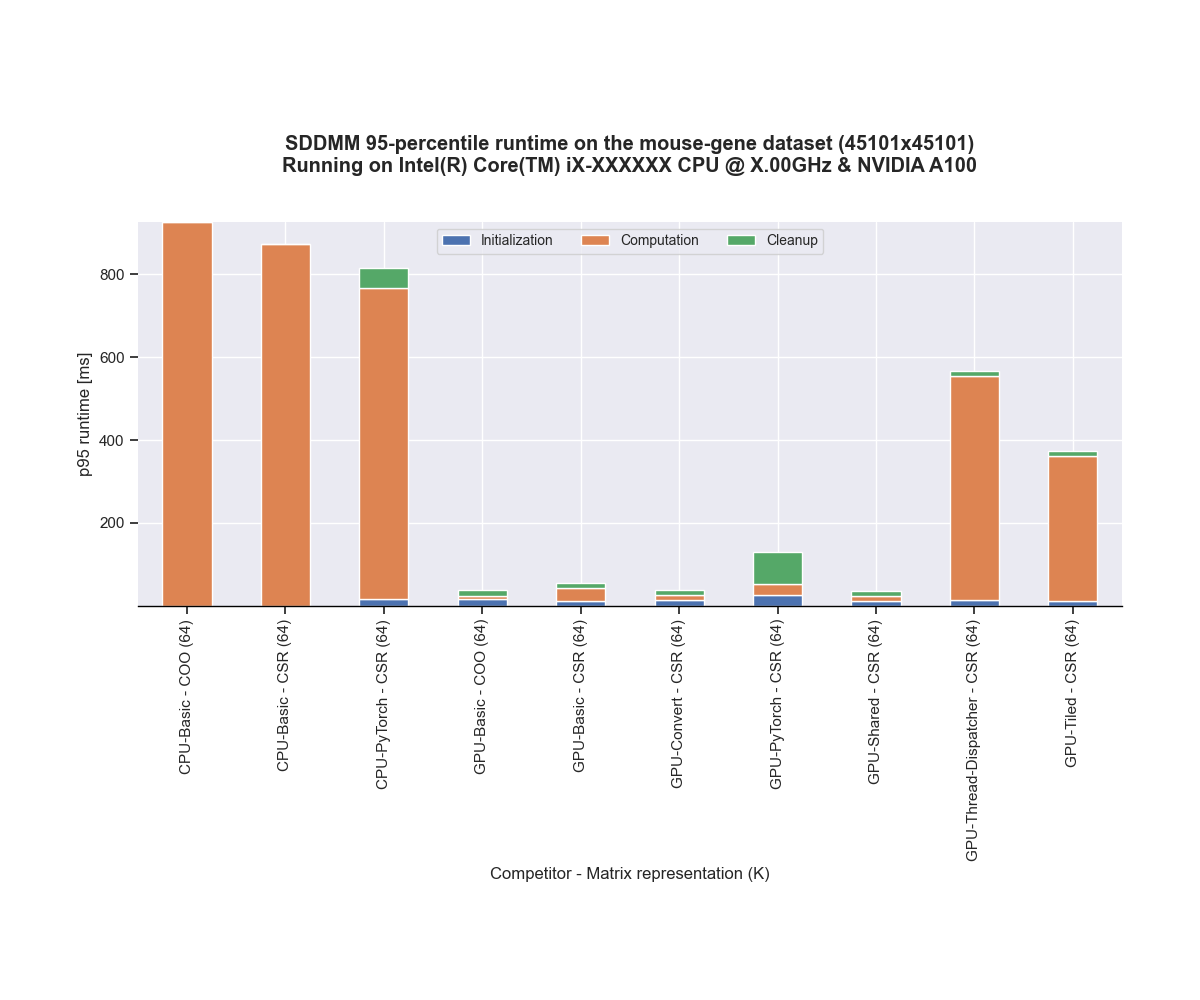 SDDMM 95-percentile runtime on the mouse-gene dataset (45101x45101)
Running on Intel(R) Core(TM) iX-XXXXXX CPU @ X.00GHz & NVIDIA A100
Initialization
Computation
Cleanup
p95 runtime [ms]
800
600
400
200
CPU-Basic - COO (64)
CPU-Basic - CSR (64)
CPU-PyTorch - CSR (64)
GPU-Basic - COO (64)
GPU-Basic - CSR (64)
GPU-Convert - CSR (64)
GPU-PyTorch - CSR (64)
GPU-Shared - CSR (64)
GPU-Thread-Dispatcher - CSR (64)
GPU-Tiled - CSR (64)
Competitor - Matrix representation (K)